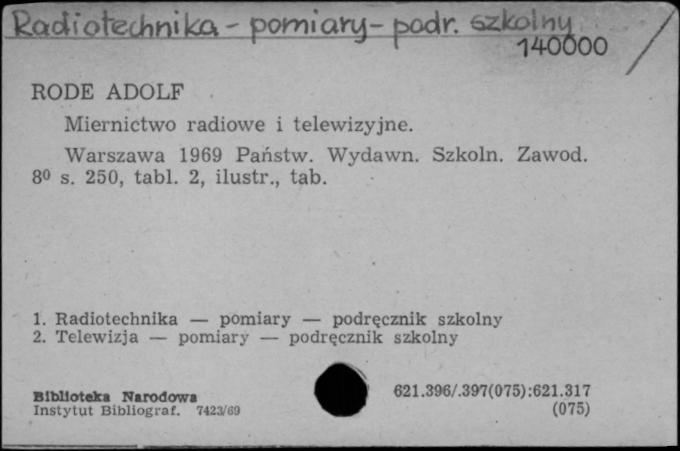 Radiotechnika - pomiary - podr. szkolny
140000
RODE ADOLF
Miernictwo radiowe i telewizyjne.
Warszawa 1969 Państw. Wydawn. Szkoln. Zawod.
8⁰ s. 250, tabl. 2, ilustr., tab.
1. Radiotechnika — pomiary — podręcznik szkolny
2. Telewizja — pomiary — podręcznik szkolny
Biblioteka Narodowa
Instytut Bibliograf. 7423/69
621.396/.397(075):621.317
(075)